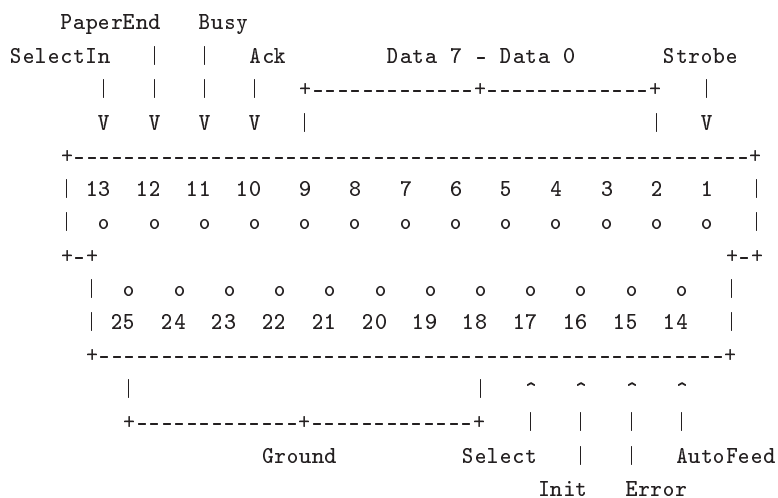 PaperEnd Busy
SelectIn | | Ack Data 7 - Data 0 Strobe
| | | | +-------------+-------------+ |
V V V V | | V
+------------------------------------------------------+
| 13 12 11 10 9 8 7 6 5 4 3 2 1 |
| o o o o o o o o o o o o o |
+-+ +-+
| o o o o o o o o o o o o |
| 25 24 23 22 21 20 19 18 17 16 15 14 |
+--------------------------------------------------+
| | ^ ^ ^ ^
+-------------+-------------+ | | | |
Ground Select | | AutoFeed
Init Error